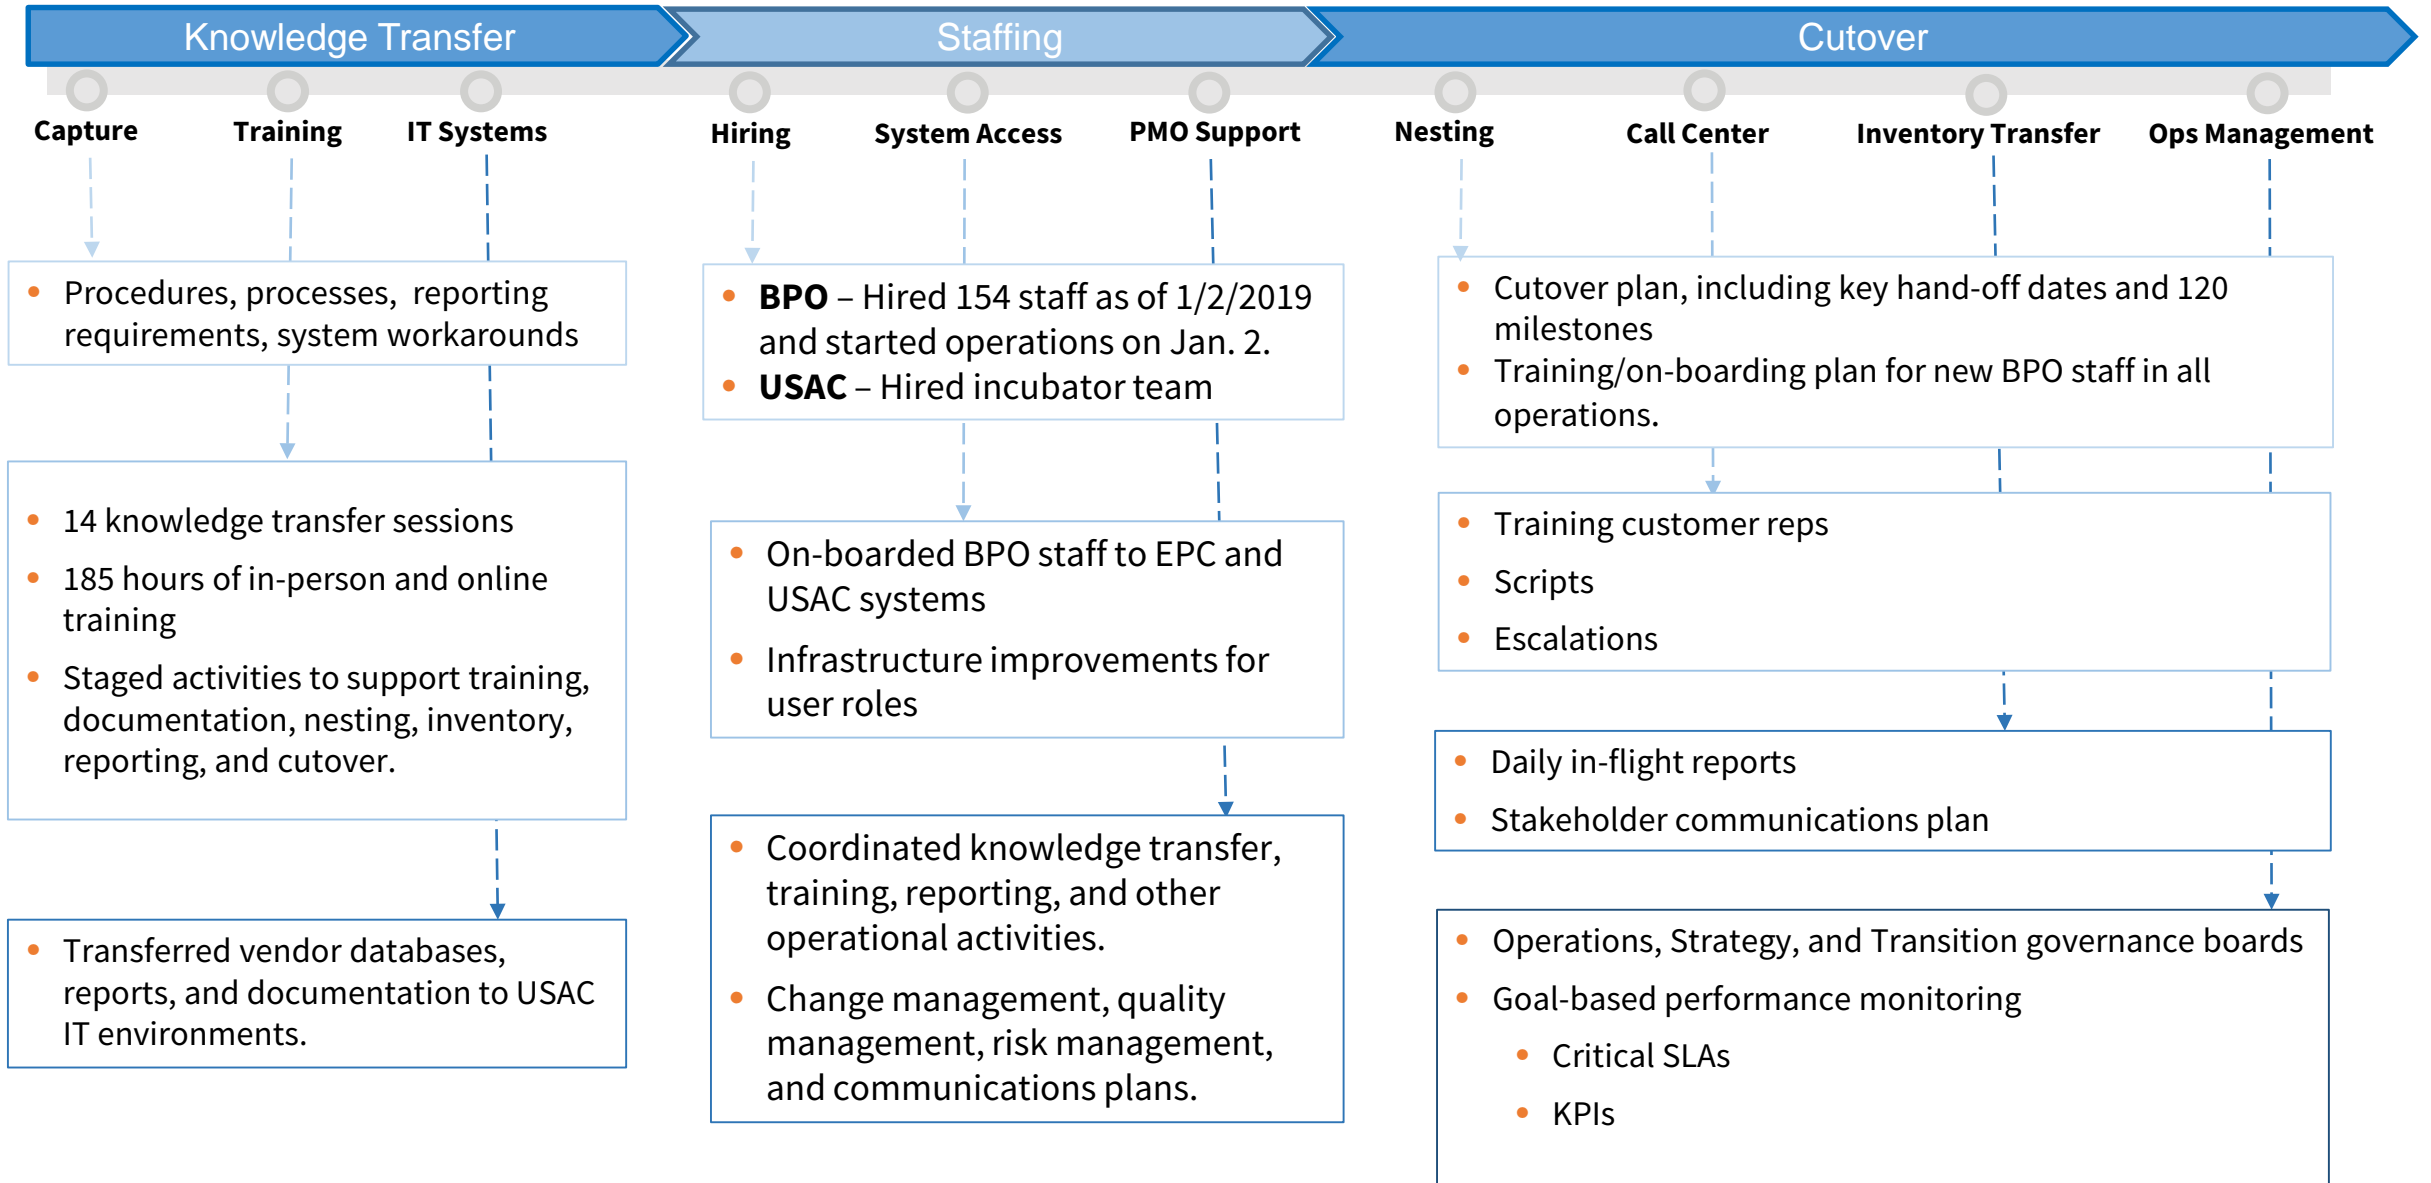 Knowledge Transfer
Staffing
Cutover
Capture
Training
IT Systems
Hiring
System Access
PMO Support
Nesting
Call Center
Inventory Transfer
Ops Management
• Procedures, processes, reporting
requirements, system workarounds
• 14 knowledge transfer sessions
• 185 hours of in-person and online
training
• Staged activities to support training,
documentation, nesting, inventory,
reporting, and cutover.
• Transferred vendor databases,
reports, and documentation to USAC
IT environments.
• BPO – Hired 154 staff as of 1/2/2019
and started operations on Jan. 2.
• USAC – Hired incubator team
• On-boarded BPO staff to EPC and
USAC systems
• Infrastructure improvements for
user roles
• Coordinated knowledge transfer,
training, reporting, and other
operational activities.
• Change management, quality
management, risk management,
and communications plans.
• Cutover plan, including key hand-off dates and 120
milestones
• Training/on-boarding plan for new BPO staff in all
operations.
• Training customer reps
• Scripts
• Escalations
• Daily in-flight reports
• Stakeholder communications plan
• Operations, Strategy, and Transition governance boards
• Goal-based performance monitoring
• Critical SLAs
• KPIs